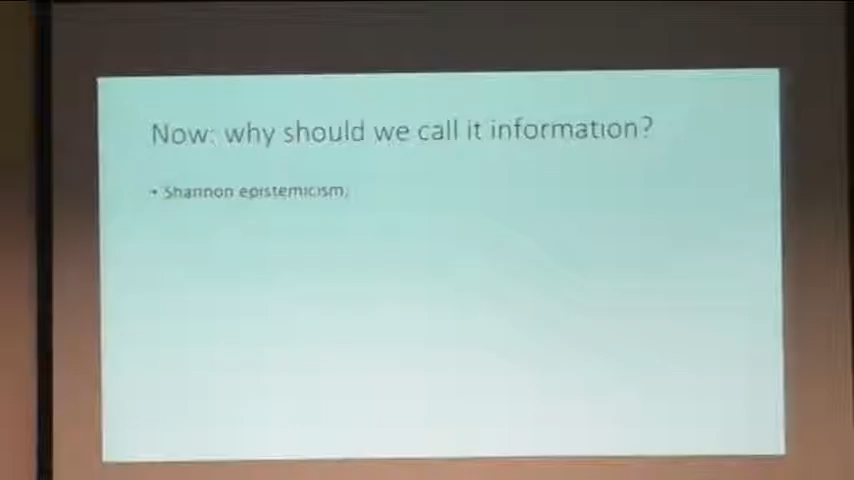 Now: why should we call it information?
• Shannon epistemicism;